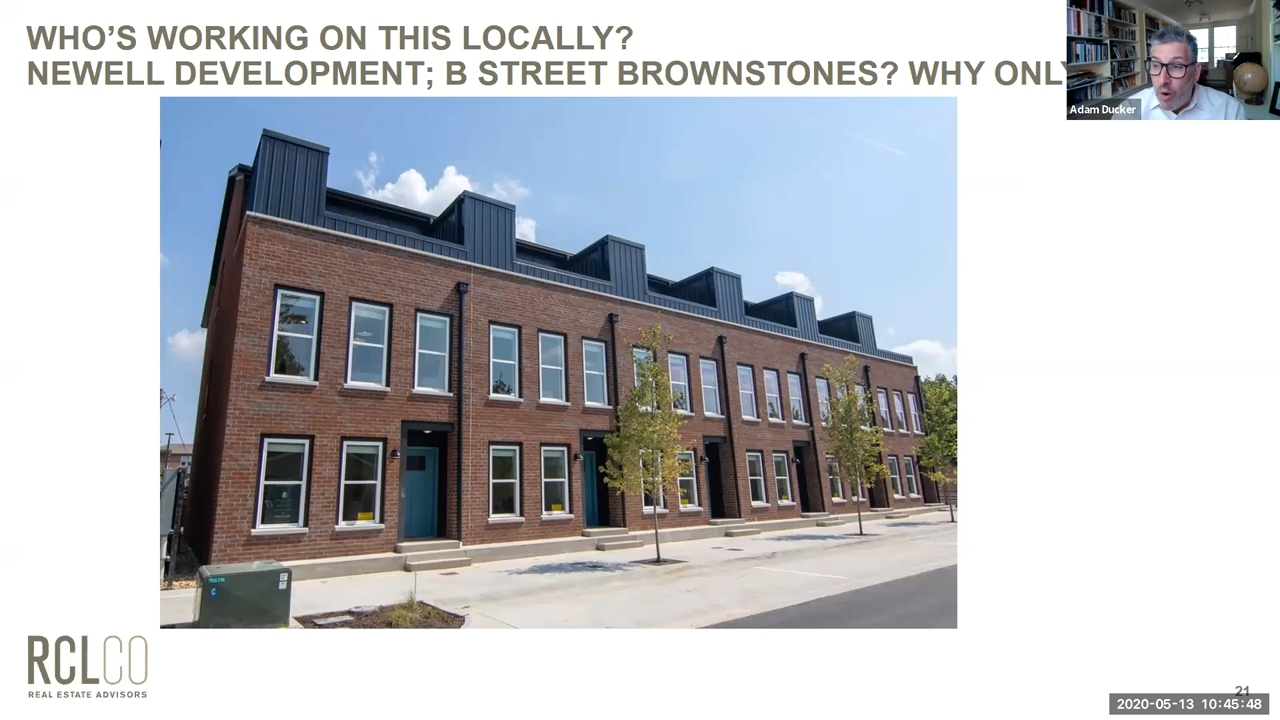 WHO'S WORKING ON THIS LOCALLY?
NEWELL DEVELOPMENT; B STREET BROWNSTONES? WHY ONLY
Adam Ducker
C
RCLCO
REAL ESTATE ADVISORS
21
2020-05-13 10:45:48